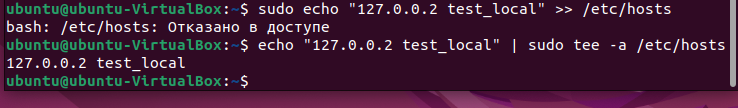 ubuntu@ubuntu-VirtualBox:~$ sudo echo "127.0.0.2 test_local" >> /etc/hosts
bash: /etc/hosts: Отказано в доступе
ubuntu@ubuntu-VirtualBox:~$ echo "127.0.0.2 test_local" | sudo tee -a /etc/hosts
127.0.0.2 test_local
ubuntu@ubuntu-VirtualBox:~$